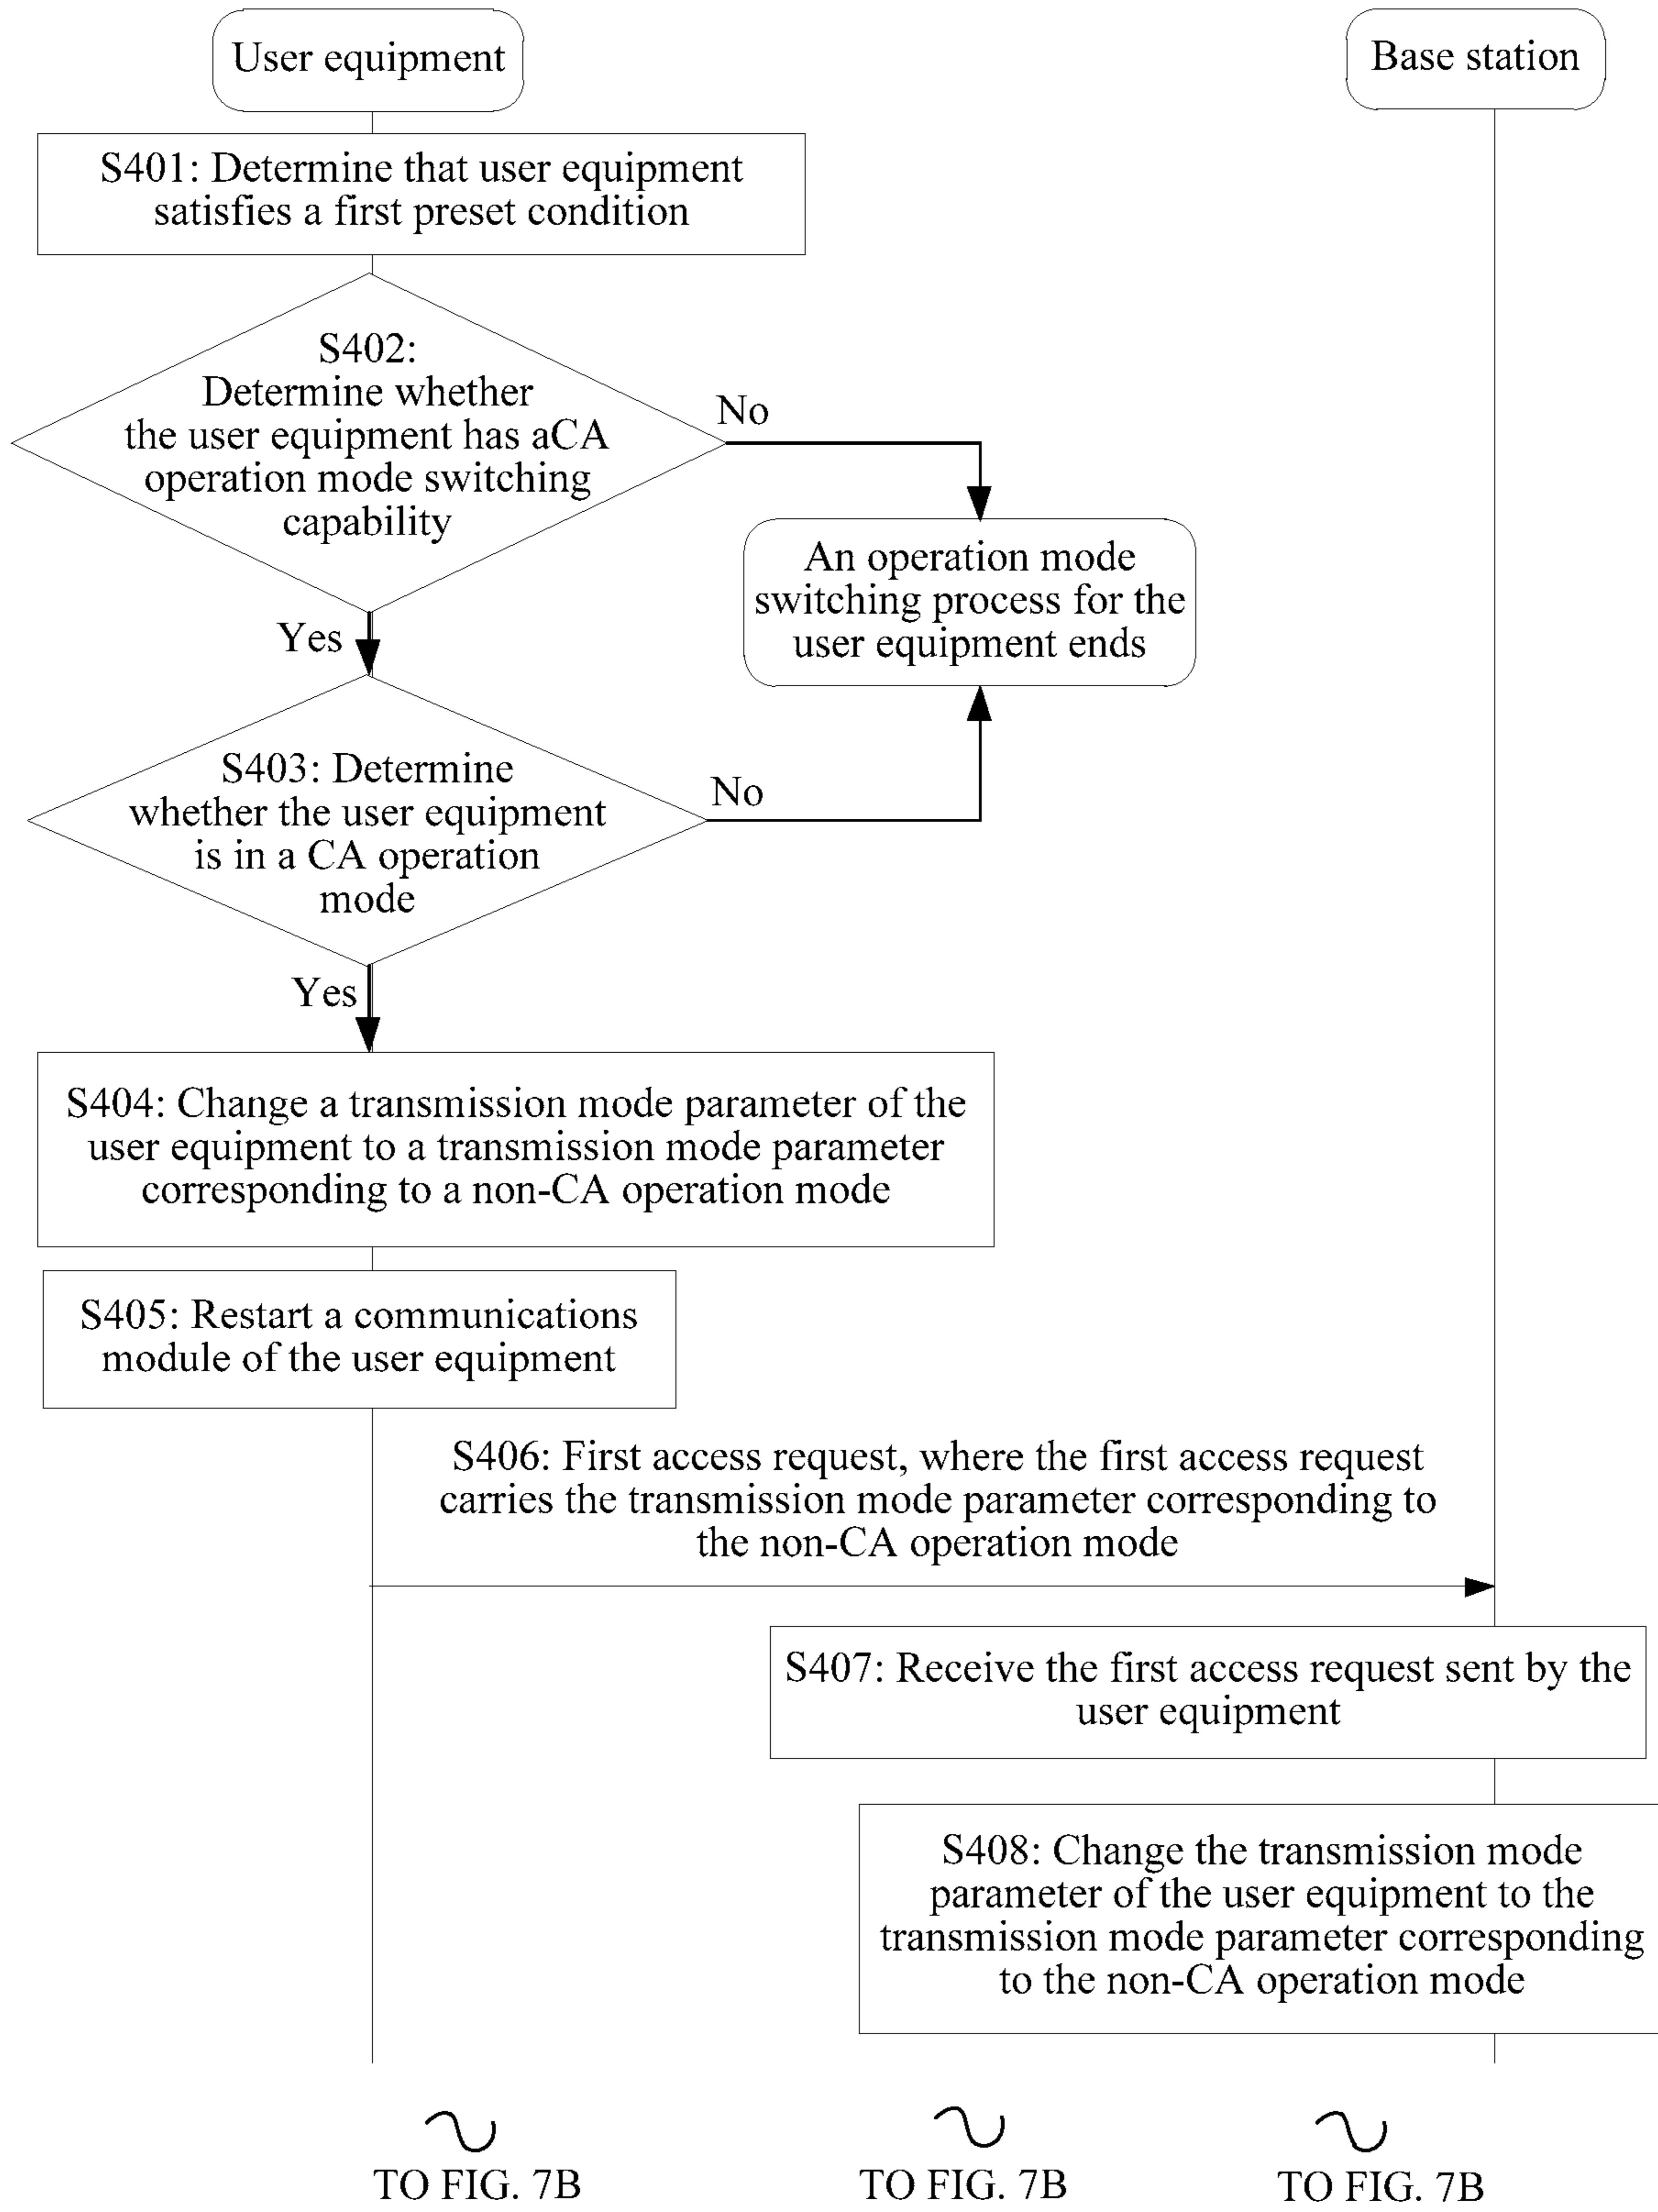 User equipment
Base station
S401: Determine that user equipment
satisfies a first preset condition
S402:
Determine whether
the user equipment has aCA
operation mode switching
capability
No
An operation mode
switching process for the
user equipment ends
Yes
S403: Determine
whether the user equipment
is in a CA operation
mode
No
Yes
S404: Change a transmission mode parameter of the
user equipment to a transmission mode parameter
corresponding to a non-CA operation mode
S405: Restart a communications
module of the user equipment
S406: First access request, where the first access request
carries the transmission mode parameter corresponding to
the non-CA operation mode
S407: Receive the first access request sent by the
user equipment
S408: Change the transmission mode
parameter of the user equipment to the
transmission mode parameter corresponding
to the non-CA operation mode
TO FIG. 7B
TO FIG. 7B
TO FIG. 7B